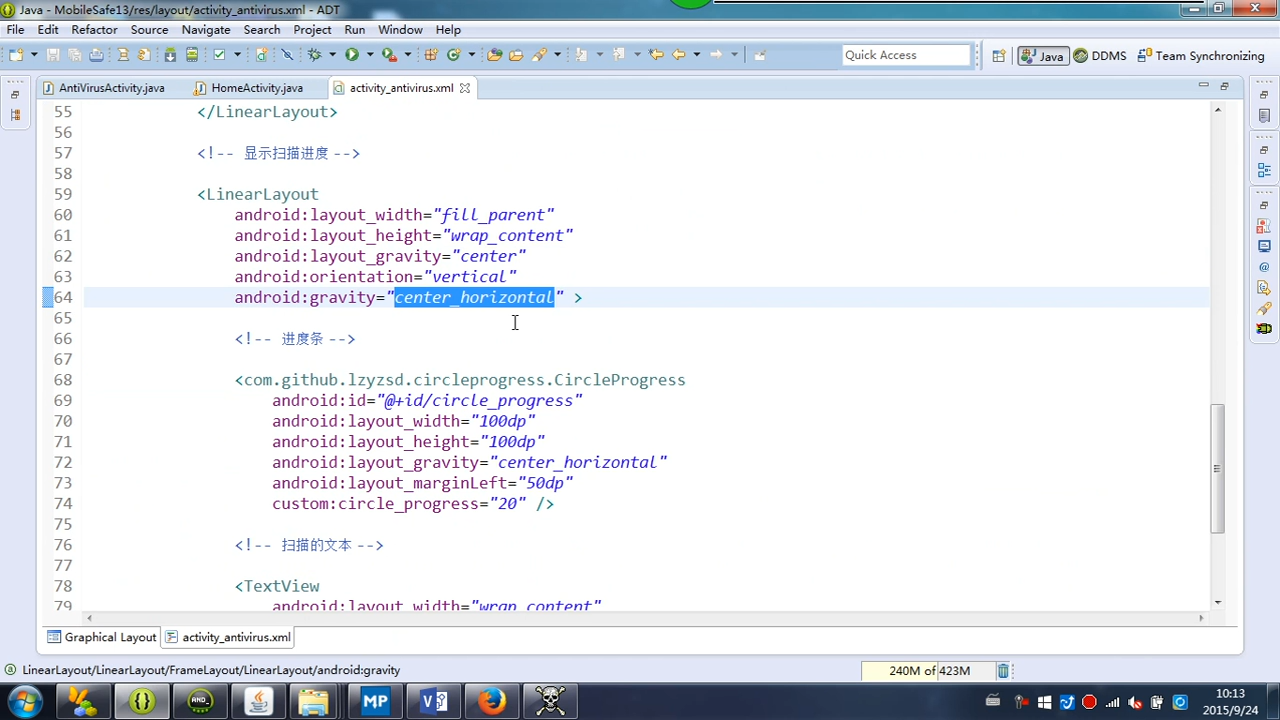 Java - MobileSafe13/res/layout/activity_antivirus.xml - ADT
File Edit Refactor Source Navigate Search Project Run Window Help
Quick Access
Java
DDMS
Team Synchronizing
AntiVirusActivity.java
HomeActivity.java
activity_antivirus.xml
55 </LinearLayout>
56
57 <!-- 显示扫描进度 -->
58
59 <LinearLayout
60 android:layout_width="fill_parent"
61 android:layout_height="wrap_content"
62 android:layout_gravity="center"
63 android:orientation="vertical"
64 android:gravity="center_horizontal" >
65
66 <!-- 进度条 -->
67
68 <com.github.lzyzsd.circleprogress.CircleProgress
69 android:id="@+id/circle_progress"
70 android:layout_width="100dp"
71 android:layout_height="100dp"
72 android:layout_gravity="center_horizontal"
73 android:layout_marginLeft="50dp"
74 custom:circle_progress="20" />
75
76 <!-- 扫描的文本 -->
77
78 <TextView
79 android:layout_width="wrap_content"
Graphical Layout
activity_antivirus.xml
LinearLayout/LinearLayout/FrameLayout/LinearLayout/android:gravity
240M of 423M
10:13
2015/9/24